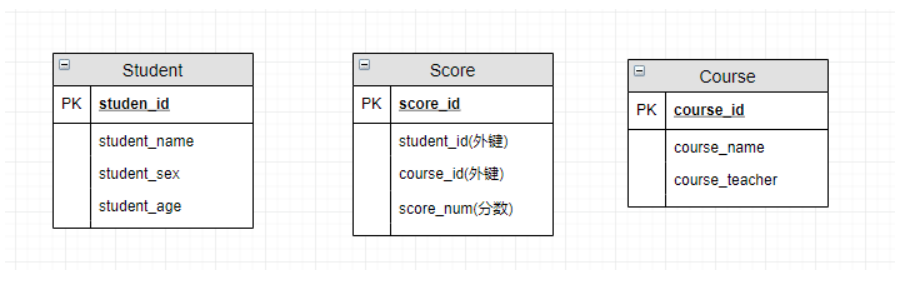 Student
PK studen_id
student_name
student_sex
student_age
Score
PK score_id
student_id(外键)
course_id(外键)
score_num(分数)
Course
PK course_id
course_name
course_teacher